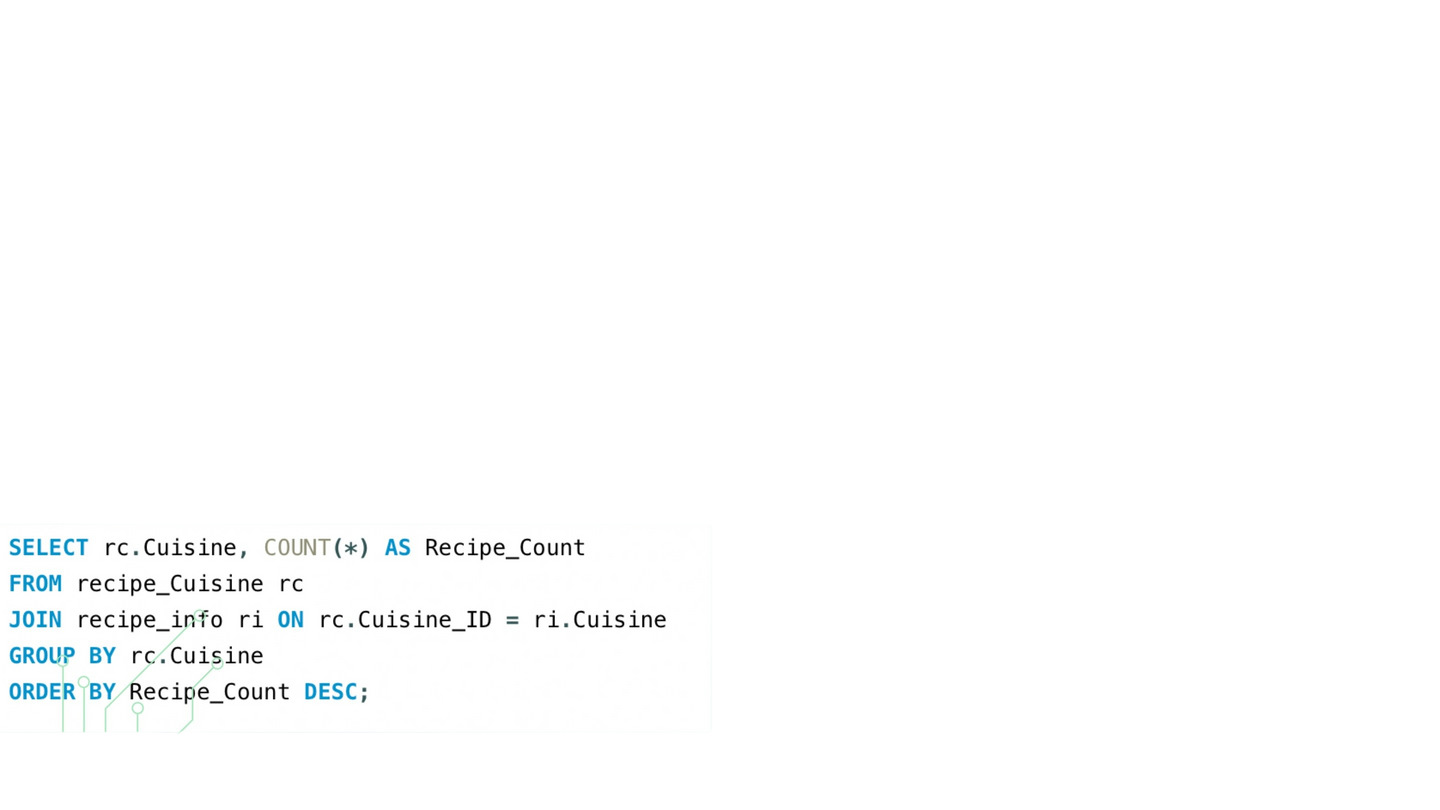 SELECT rc.Cuisine, COUNT(*) AS Recipe_Count
FROM recipe_Cuisine rc
JOIN recipe_info ri ON rc.Cuisine_ID = ri.Cuisine
GROUP BY rc.Cuisine
ORDER BY Recipe_Count DESC;